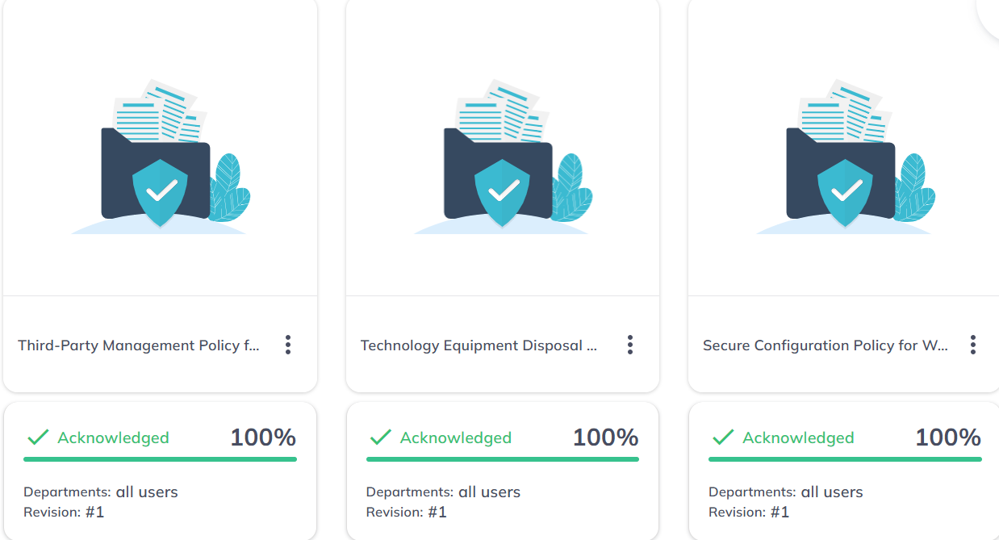 Third-Party Management Policy f...
Technology Equipment Disposal ...
Secure Configuration Policy for W...
Acknowledged 100%
Departments: all users
Revision: #1
Acknowledged 100%
Departments: all users
Revision: #1
Acknowledged 100%
Departments: all users
Revision: #1